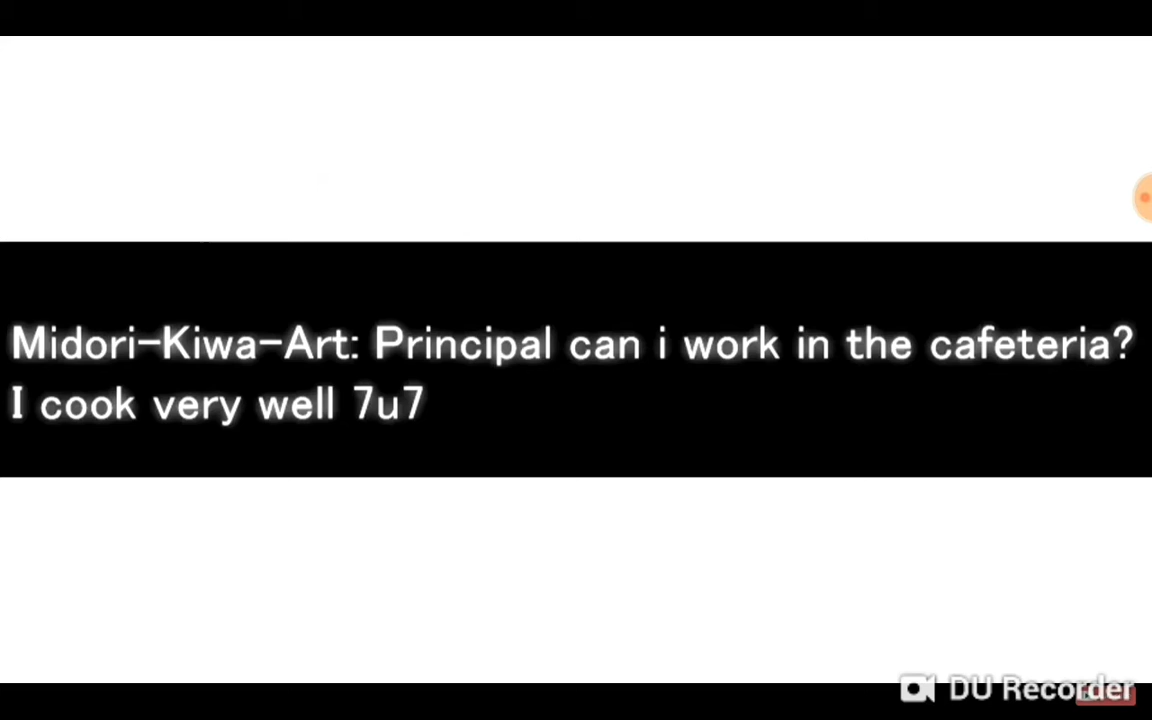 Midori-Kiwa-Art: Principal can i work in the cafeteria?
I cook very well 7u7
DU Recorder